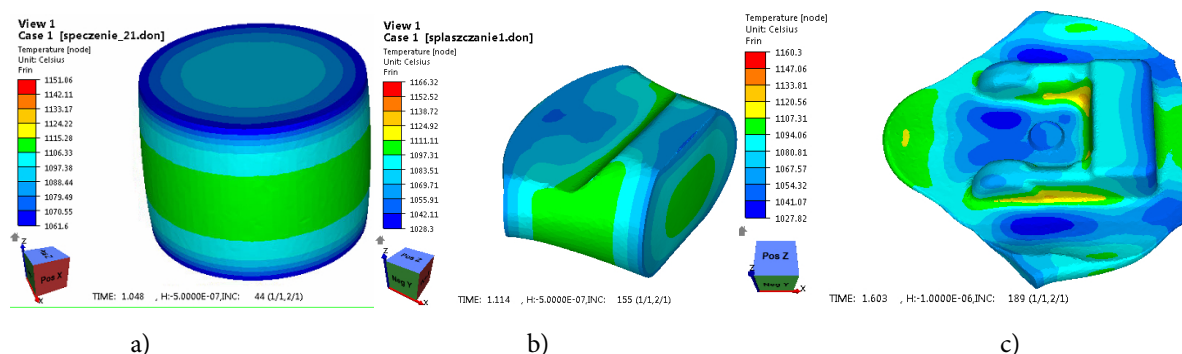 View 1
Case 1 [speczenie_21.don]
Temperature [node]
Unit: Celsius
Frin
1151.06
1142.11
1133.17
1124.22
1115.28
1106.33
1097.38
1088.44
1079.49
1070.55
1061.6
Z
Pos X
X
TIME: 1.048 , H:-5.0000E-07,INC: 44 (1/1,2/1)
a)
View 1
Case 1 [splaszczanie1.don]
Temperature [node]
Unit: Celsius
Frin
1166.32
1152.52
1138.72
1124.92
1111.11
1097.31
1083.51
1069.71
1055.91
1042.11
1028.3
Z
Pos Z
Neg Y
X
TIME: 1.114 , H:-5.0000E-07,INC: 155 (1/1,2/1)
b)
Temperature [node]
Unit: Celsius
Frin
1160.3
1147.06
1133.81
1120.56
1107.31
1094.06
1080.81
1067.57
1054.32
1041.07
1027.82
Z
Pos Z
Neg Y
X
TIME: 1.603 , H:-1.0000E-06,INC: 189 (1/1,2/1)
c)